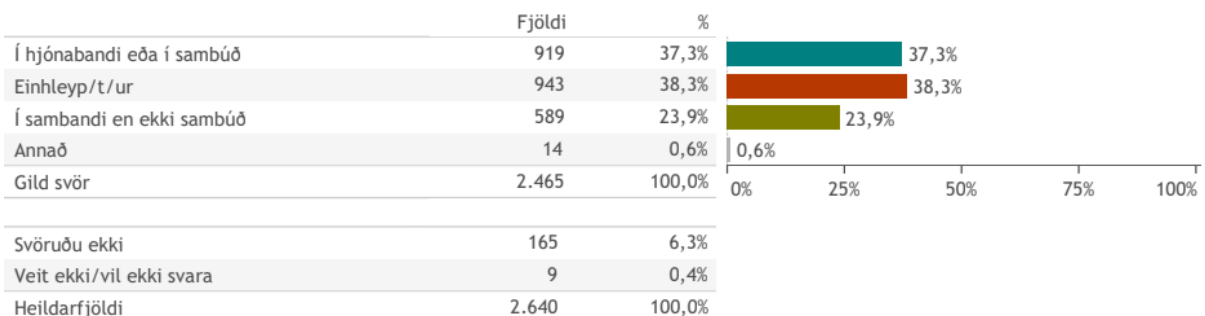 Fjöldi %
Í hjónabandi eða í sambúð 919 37,3% 37,3%
Einhleyp/t/ur 943 38,3% 38,3%
Í sambandi en ekki sambúð 589 23,9% 23,9%
Annað 14 0,6% 0,6%
Gild svör 2.465 100,0%
0% 25% 50% 75% 100%
Svöruðu ekki 165 6,3%
Veit ekki/vil ekki svara 9 0,4%
Heildarfjöldi 2.640 100,0%